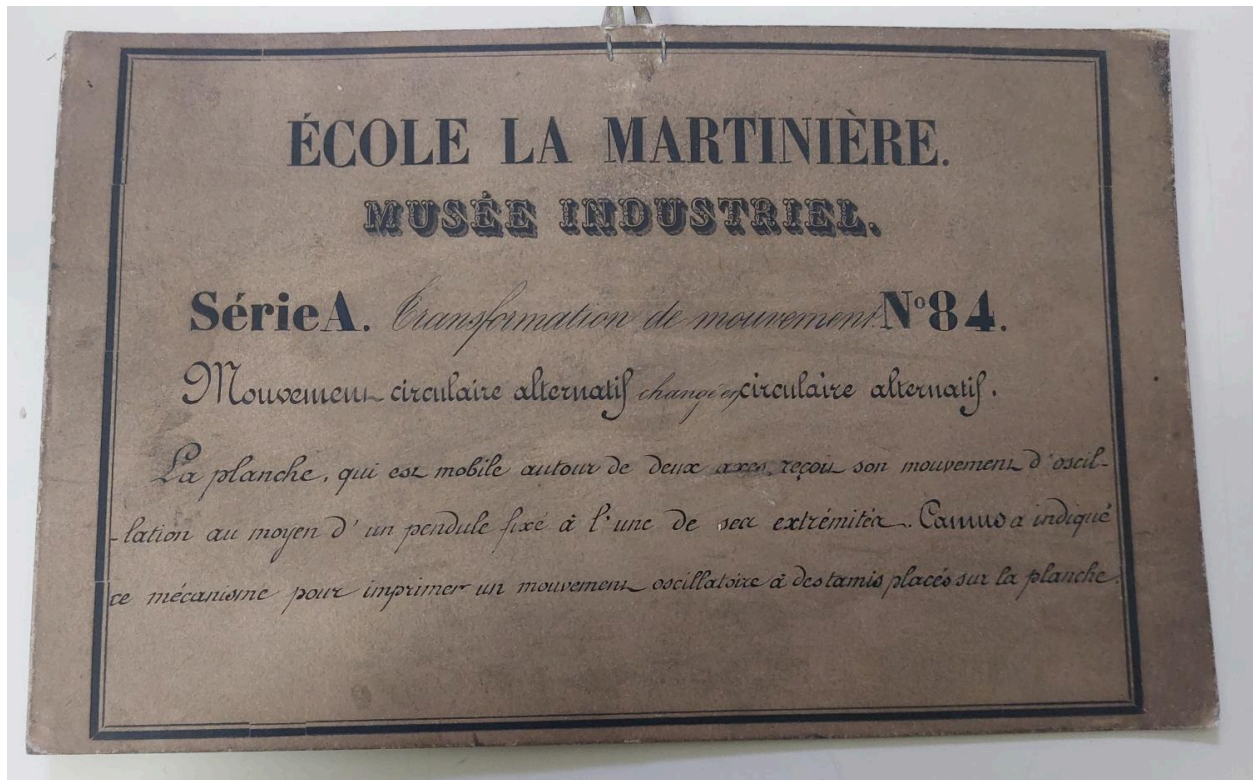 ÉCOLE LA MARTINIÈRE.
MUSÉE INDUSTRIEL.
Série A. Transformation de mouvement N° 84.
Mouvement circulaire alternatif changé en circulaire alternatif.
La planche, qui est mobile autour de deux axes, reçoit son mouvement d'oscil-
-lation au moyen d'un pendule fixé à l'une de ses extrémités. Camus a indiqué
ce mécanisme pour imprimer un mouvement oscillatoire à des tamis placés sur la planche.